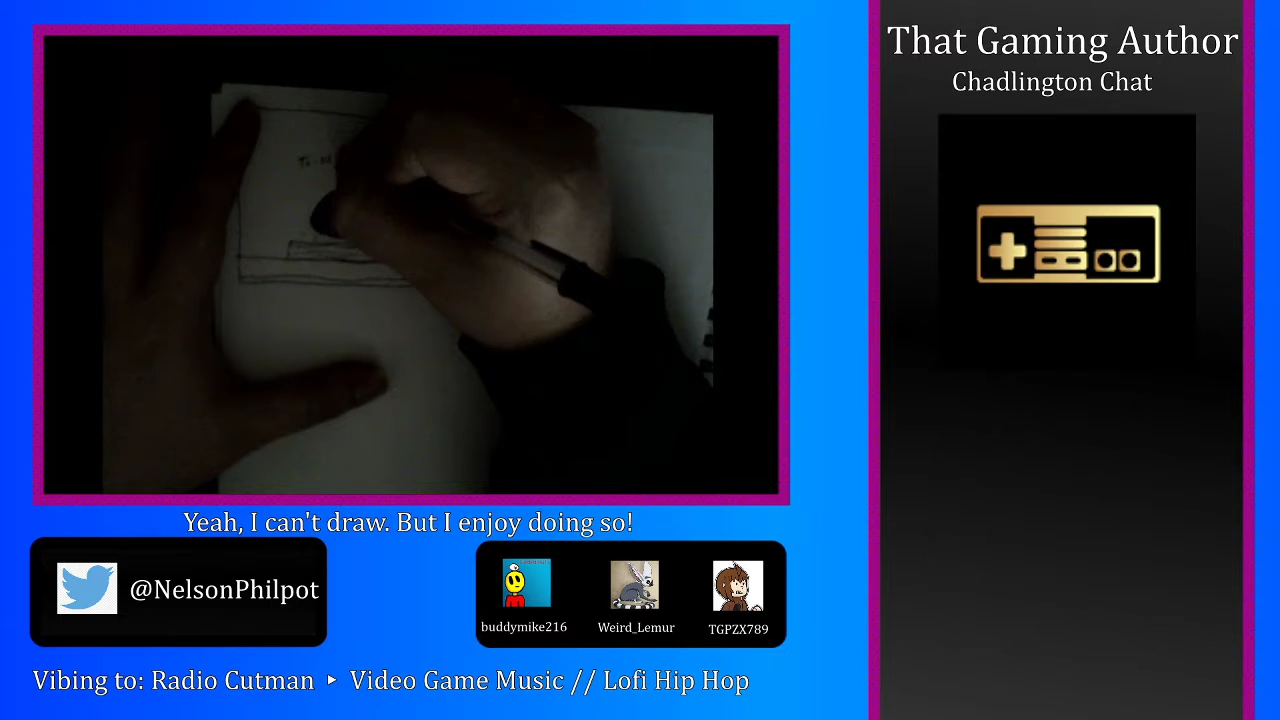 That Gaming Author
Chadlington Chat
Yeah, I can't draw. But I enjoy doing so!
@NelsonPhilpot
buddymike216
Weird_Lemur
TGPZX789
Vibing to: Radio Cutman ‣ Video Game Music // Lofi Hip Hop